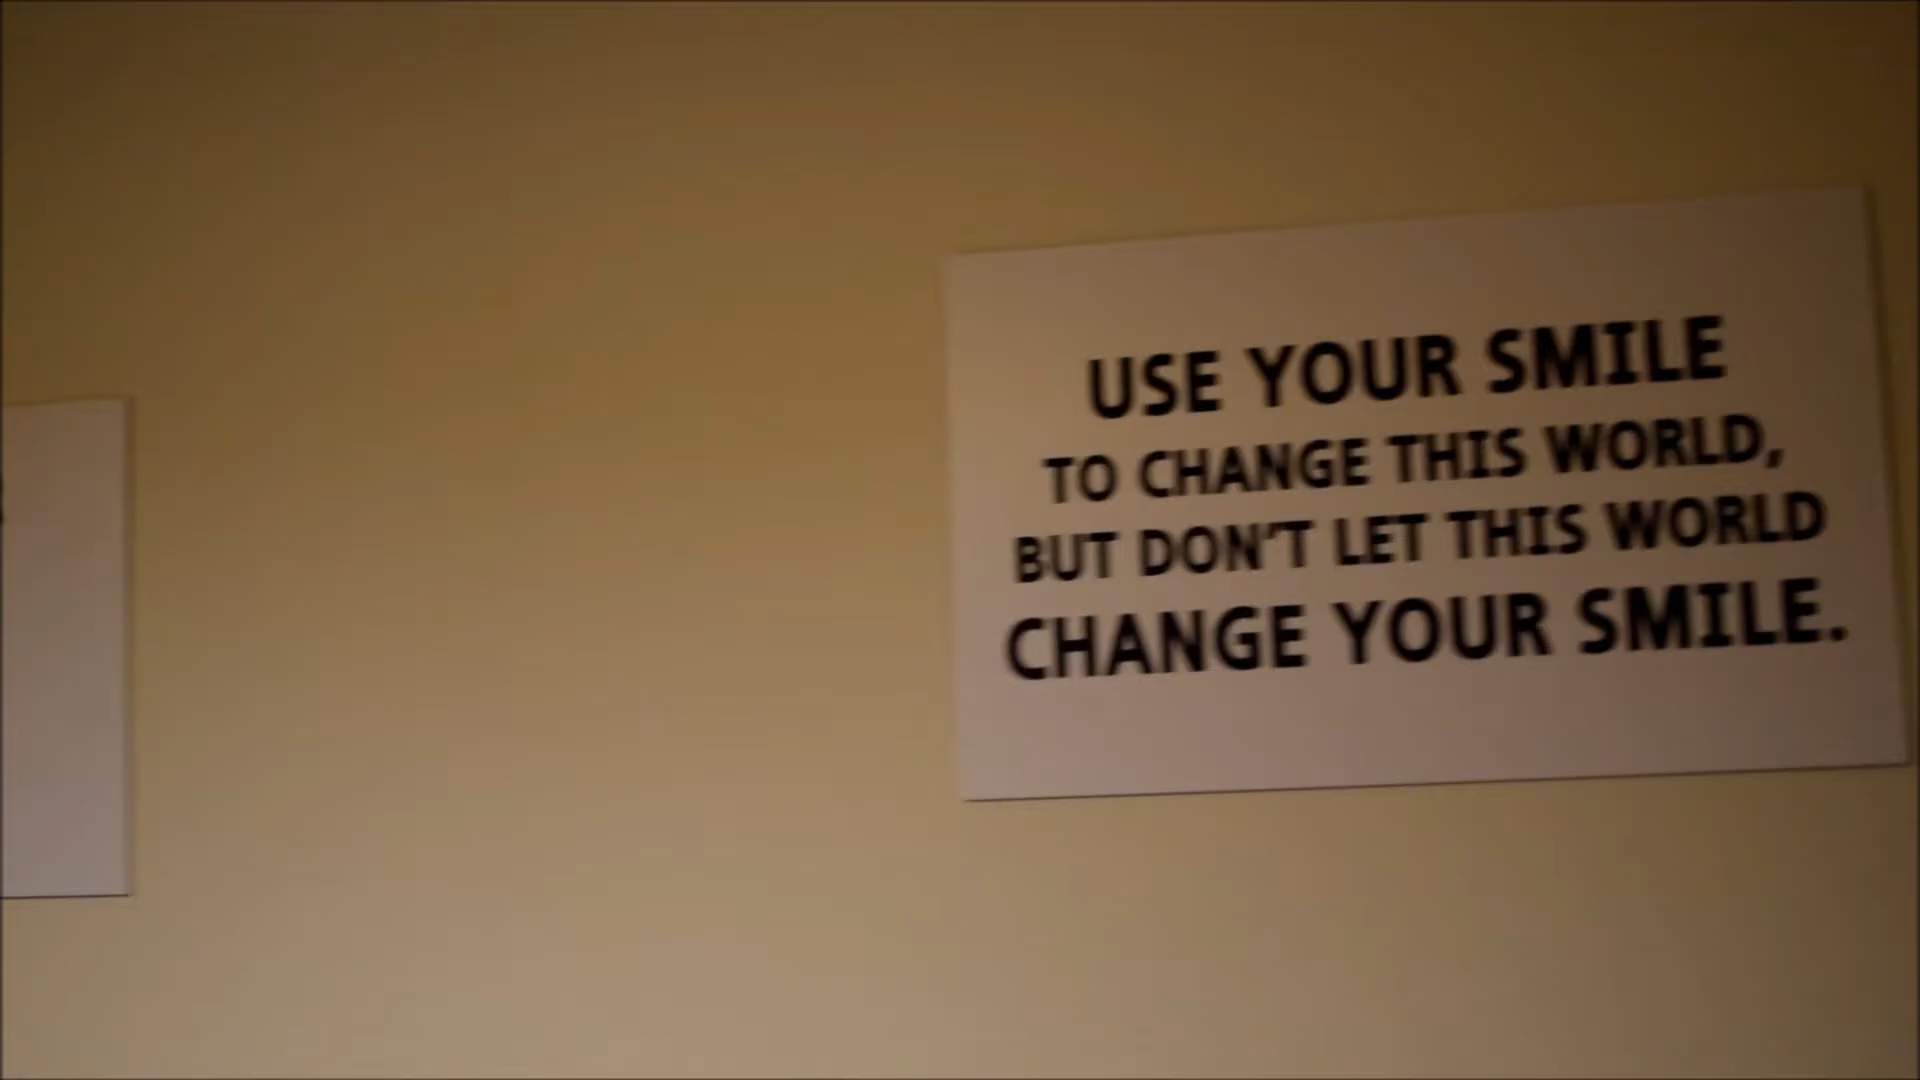 USE YOUR SMILE
TO CHANGE THIS WORLD,
BUT DON'T LET THIS WORLD
CHANGE YOUR SMILE.